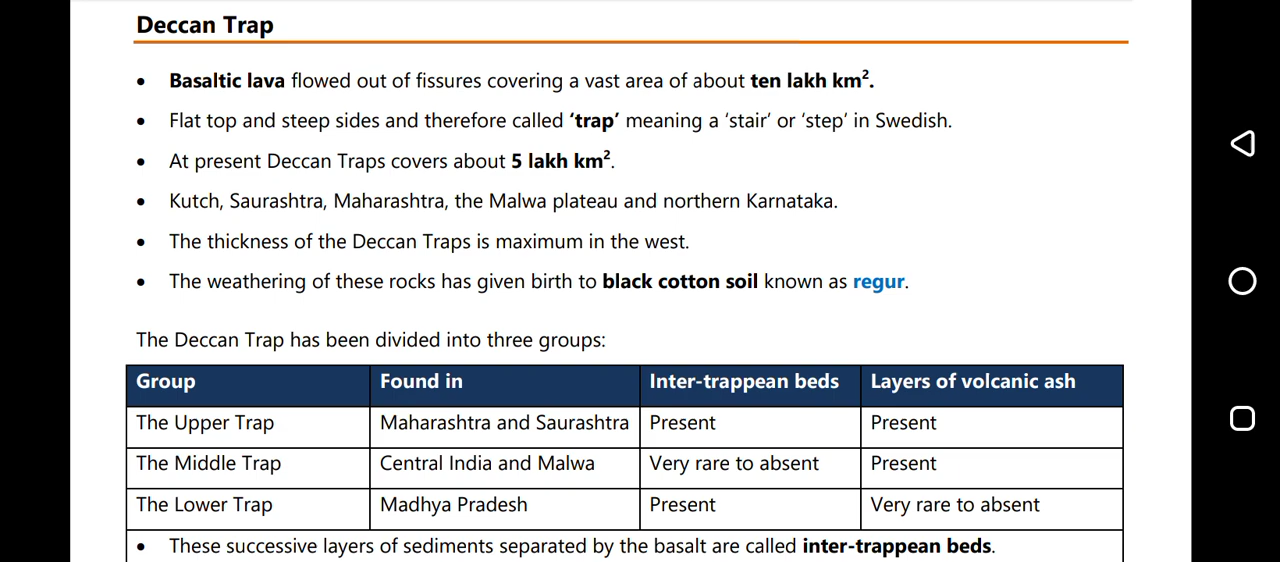 Deccan Trap
• Basaltic lava flowed out of fissures covering a vast area of about ten lakh km².
• Flat top and steep sides and therefore called ‘trap’ meaning a ‘stair’ or ‘step’ in Swedish.
• At present Deccan Traps covers about 5 lakh km².
• Kutch, Saurashtra, Maharashtra, the Malwa plateau and northern Karnataka.
• The thickness of the Deccan Traps is maximum in the west.
• The weathering of these rocks has given birth to black cotton soil known as regur.
The Deccan Trap has been divided into three groups:
Group Found in Inter-trappean beds Layers of volcanic ash
The Upper Trap Maharashtra and Saurashtra Present Present
The Middle Trap Central India and Malwa Very rare to absent Present
The Lower Trap Madhya Pradesh Present Very rare to absent
• These successive layers of sediments separated by the basalt are called inter-trappean beds.